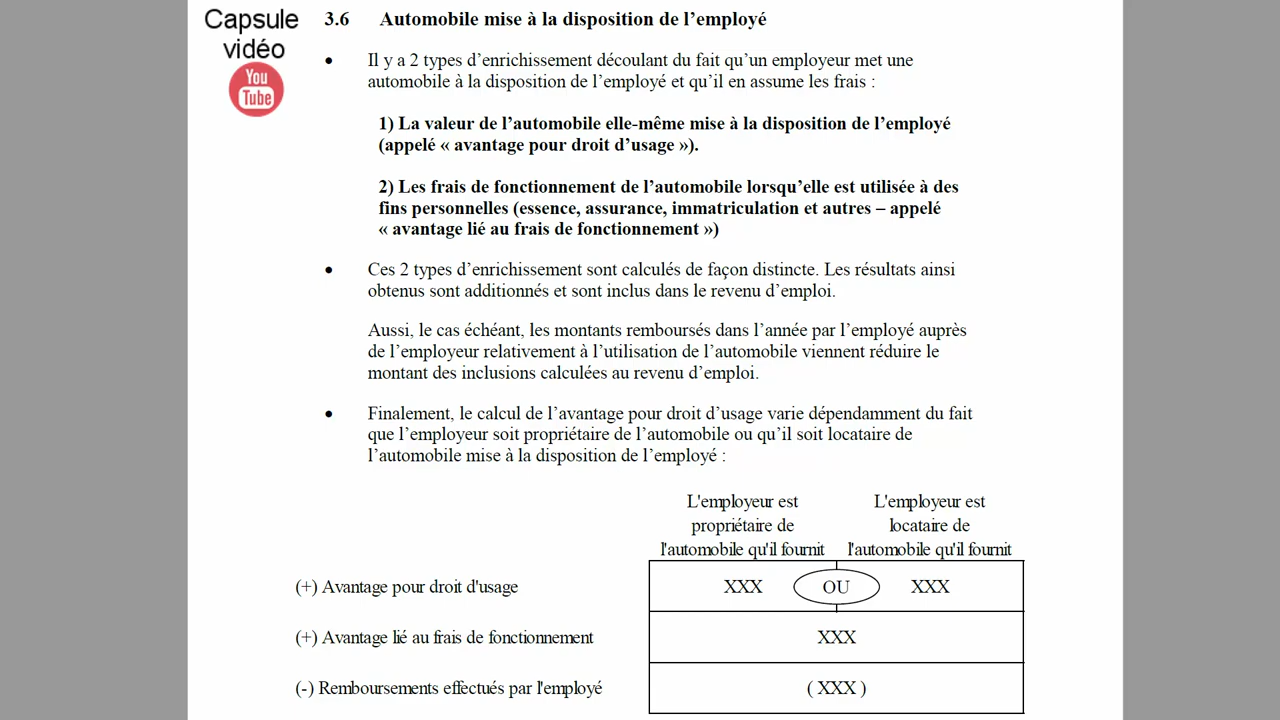 Capsule
vidéo
You
Tube
3.6 Automobile mise à la disposition de l’employé
• Il y a 2 types d’enrichissement découlant du fait qu’un employeur met une
automobile à la disposition de l’employé et qu’il en assume les frais :
1) La valeur de l’automobile elle-même mise à la disposition de l’employé
(appelé « avantage pour droit d’usage »).
2) Les frais de fonctionnement de l’automobile lorsqu’elle est utilisée à des
fins personnelles (essence, assurance, immatriculation et autres – appelé
« avantage lié au frais de fonctionnement »)
• Ces 2 types d’enrichissement sont calculés de façon distincte. Les résultats ainsi
obtenus sont additionnés et sont inclus dans le revenu d’emploi.
Aussi, le cas échéant, les montants remboursés dans l’année par l’employé auprès
de l’employeur relativement à l’utilisation de l’automobile viennent réduire le
montant des inclusions calculées au revenu d’emploi.
• Finalement, le calcul de l’avantage pour droit d’usage varie dépendamment du fait
que l’employeur soit propriétaire de l’automobile ou qu’il soit locataire de
l’automobile mise à la disposition de l’employé :
L'employeur est L'employeur est
propriétaire de locataire de
l'automobile qu'il fournit l'automobile qu'il fournit
(+) Avantage pour droit d'usage XXX OU XXX
(+) Avantage lié au frais de fonctionnement XXX
(-) Remboursements effectués par l'employé ( XXX )